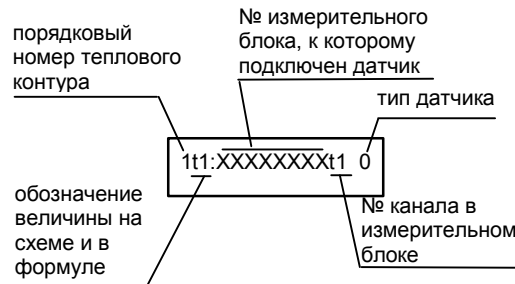 порядковый
номер теплового
контура
№ измерительного
блока, к которому
подключен датчик
тип датчика
1t1:XXXXXXXXt1 0
обозначение
величины на
схеме и в
формуле
№ канала в
измерительном
блоке